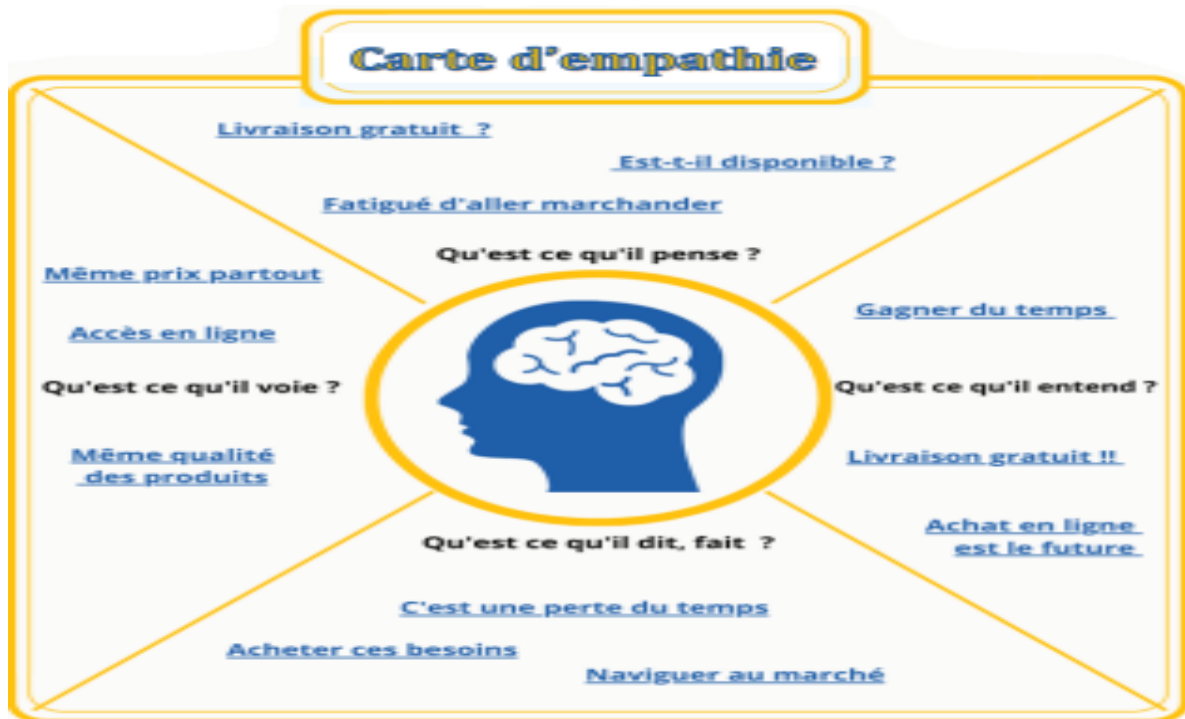 Carte d'empathie
Livraison gratuit ?
Est-t-il disponible ?
Fatigué d'aller marchander
Qu'est ce qu'il pense ?
Même prix partout
Accès en ligne
Qu'est ce qu'il voie ?
Même qualité
des produits
Gagner du temps
Qu'est ce qu'il entend ?
Livraison gratuit !!
Achat en ligne
est le future
Qu'est ce qu'il dit, fait ?
C'est une perte du temps
Acheter ces besoins
Naviguer au marché